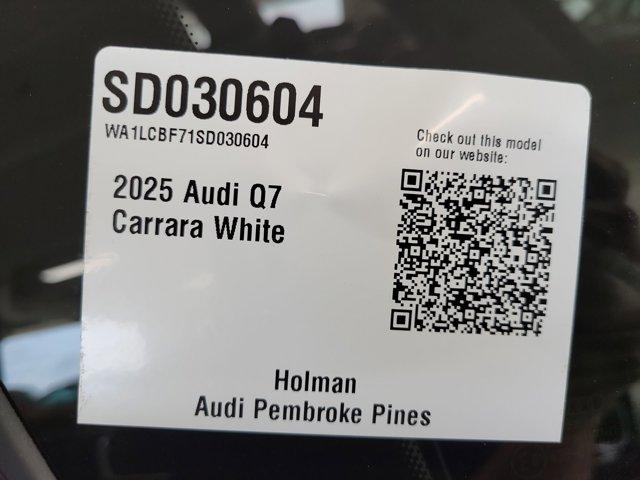 SD030604
WA1LCBF71SD030604
Check out this model
on our website:
2025 Audi Q7
Carrara White
Holman
Audi Pembroke Pines